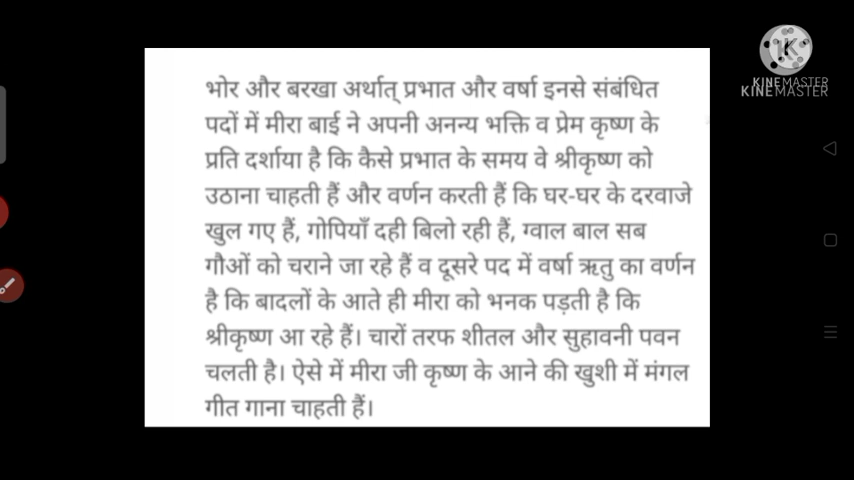 भोर और बरखा अर्थात् प्रभात और वर्षा इनसे संबंधित
पदों में मीरा बाई ने अपनी अनन्य भक्ति व प्रेम कृष्ण के
प्रति दर्शाया है कि कैसे प्रभात के समय वे श्रीकृष्ण को
उठाना चाहती हैं और वर्णन करती हैं कि घर-घर के दरवाजे
खुल गए हैं, गोपियाँ दही बिलो रही हैं, ग्वाल बाल सब
गौओं को चराने जा रहे हैं व दूसरे पद में वर्षा ऋतु का वर्णन
है कि बादलों के आते ही मीरा को भनक पड़ती है कि
श्रीकृष्ण आ रहे हैं। चारों तरफ शीतल और सुहावनी पवन
चलती है। ऐसे में मीरा जी कृष्ण के आने की खुशी में मंगल
गीत गाना चाहती हैं।
K
KINEMASTER
KINEMASTER